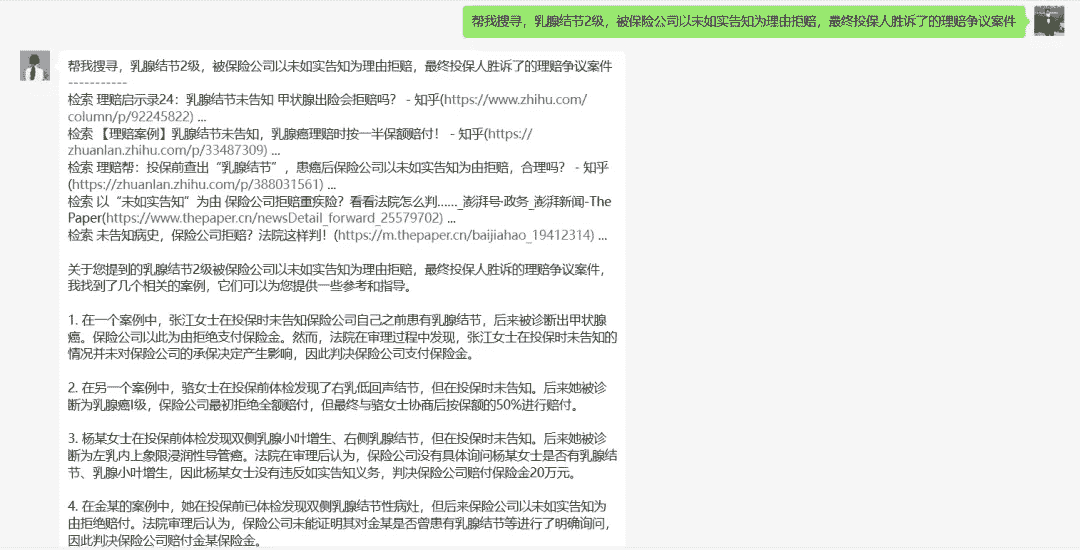 帮我搜寻，乳腺结节2级，被保险公司以未如实告知为理由拒赔，最终投保人胜诉了的理赔争议案件
帮我搜寻，乳腺结节2级，被保险公司以未如实告知为理由拒赔，最终投保人胜诉了的理赔争议案件
-----------
检索 理赔启示录24：乳腺结节未告知 甲状腺出险会拒赔吗？ - 知乎(https://www.zhihu.com/
column/p/92245822) ...
检索 【理赔案例】乳腺结节未告知，乳腺癌理赔时按一半保额赔付！ - 知乎(https://
zhuanlan.zhihu.com/p/33487309) ...
检索 理赔帮：投保前查出“乳腺结节”，患癌后保险公司以未如实告知为由拒赔，合理吗？ - 知乎
(https://zhuanlan.zhihu.com/p/388031561) ...
检索 以“未如实告知”为由 保险公司拒赔重疾险？看看法院怎么判......_澎湃号·政务_澎湃新闻-The
Paper(https://www.thepaper.cn/newsDetail_forward_25579702) ...
检索 未告知病史，保险公司拒赔？法院这样判！(https://m.thepaper.cn/baijiahao_19412314) ...
关于您提到的乳腺结节2级被保险公司以未如实告知为理由拒赔，最终投保人胜诉的理赔争议案件，
我找到了几个相关的案例，它们可以为您提供一些参考和指导。
1. 在一个案例中，张江女士在投保时未告知保险公司自己之前患有乳腺结节，后来被诊断出甲状腺
癌。保险公司以此为由拒绝支付保险金。然而，法院在审理过程中发现，张江女士在投保时未告知的
情况并未对保险公司的承保决定产生影响，因此判决保险公司支付保险金。
2. 在另一个案例中，骆女士在投保前体检发现了右乳低回声结节，但在投保时未告知。后来她被诊
断为乳腺癌I级，保险公司最初拒绝全额赔付，但最终与骆女士协商后按保额的50%进行赔付。
3. 杨某女士在投保前体检发现双侧乳腺小叶增生、右侧乳腺结节，但在投保时未告知。后来她被诊
断为左乳内上象限浸润性导管癌。法院在审理后认为，保险公司没有具体询问杨某女士是否有乳腺结
节、乳腺小叶增生，因此杨某女士没有违反如实告知义务，判决保险公司赔付保险金20万元。
4. 在金某的案例中，她在投保前已体检发现双侧乳腺结节性病灶，但后来保险公司以未如实告知为
由拒绝赔付。法院审理后认为，保险公司未能证明其对金某是否曾患有乳腺结节等进行了明确询问，
因此判决保险公司赔付金某保险金。